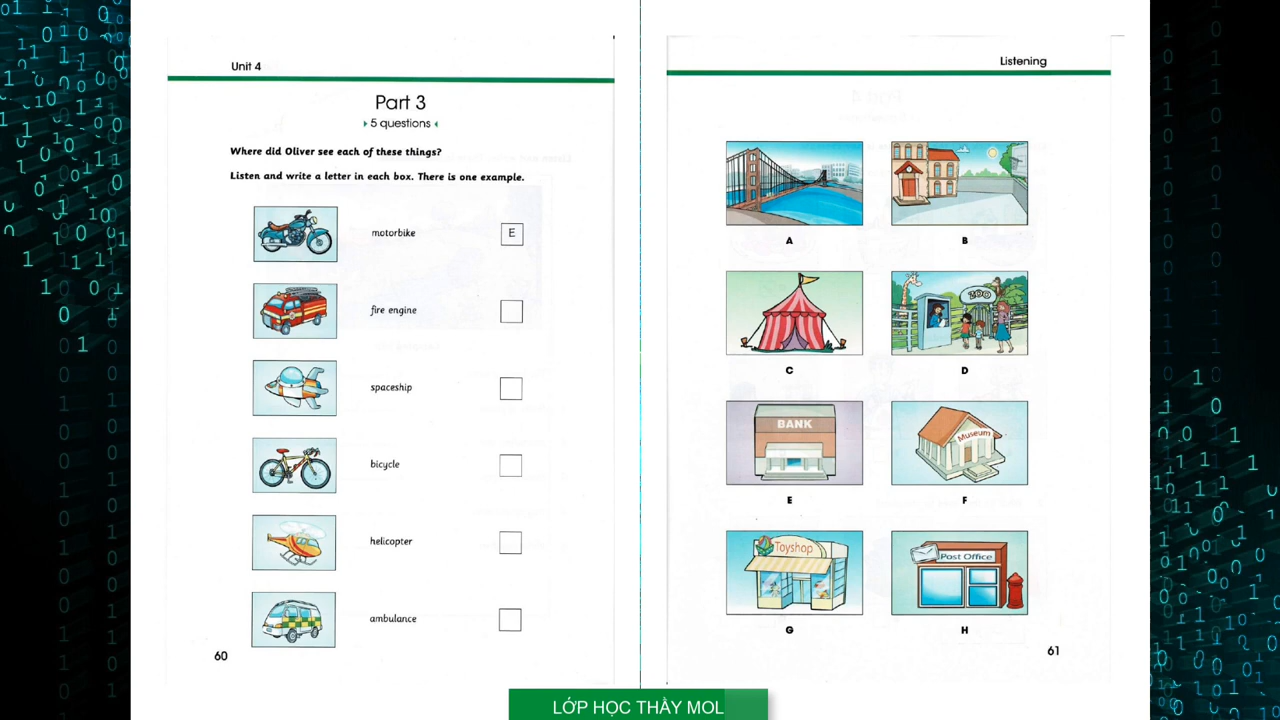 Unit 4
Part 3
5 questions
Where did Oliver see each of these things?
Listen and write a letter in each box. There is one example.
motorbike
E
fire engine
spaceship
bicycle
helicopter
ambulance
60
Listening
A
B
C
ZOO
D
BANK
E
Museum
F
Toyshop
G
Post Office
H
61
LỚP HỌC THẦY MOL